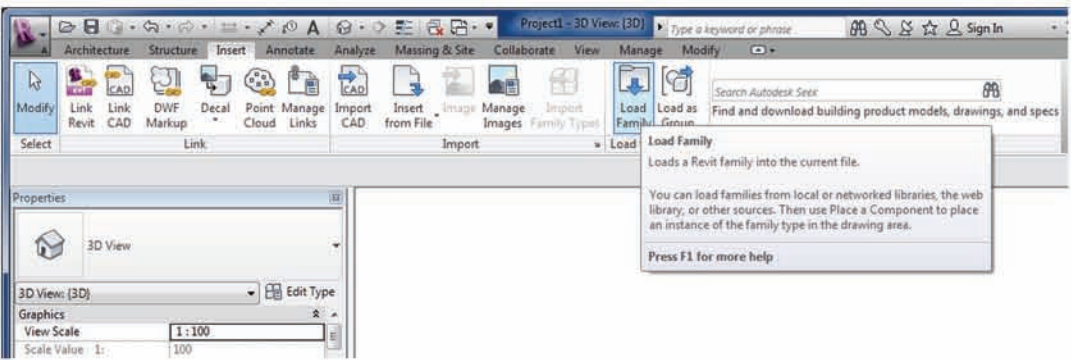 Project1 - 3D View: {3D}
Type a keyword or phrase
Sign In
Architecture Structure Insert Annotate Analyze Massing & Site Collaborate View Manage Modify
Modify
Link Revit
Link CAD
DWF Markup
Decal
Point Cloud
Manage Links
Import CAD
Insert from File
Image
Manage Images
Import Family Types
Load Family
Load as Group
Search Autodesk Seek
Find and download building product models, drawings, and specs
Select Link Import Load
Load Family
Loads a Revit family into the current file.
You can load families from local or networked libraries, the web
library, or other sources. Then use Place a Component to place
an instance of the family type in the drawing area.
Press F1 for more help
Properties
3D View
3D View: {3D}
Edit Type
Graphics
View Scale 1 : 100
Scale Value 1: 100